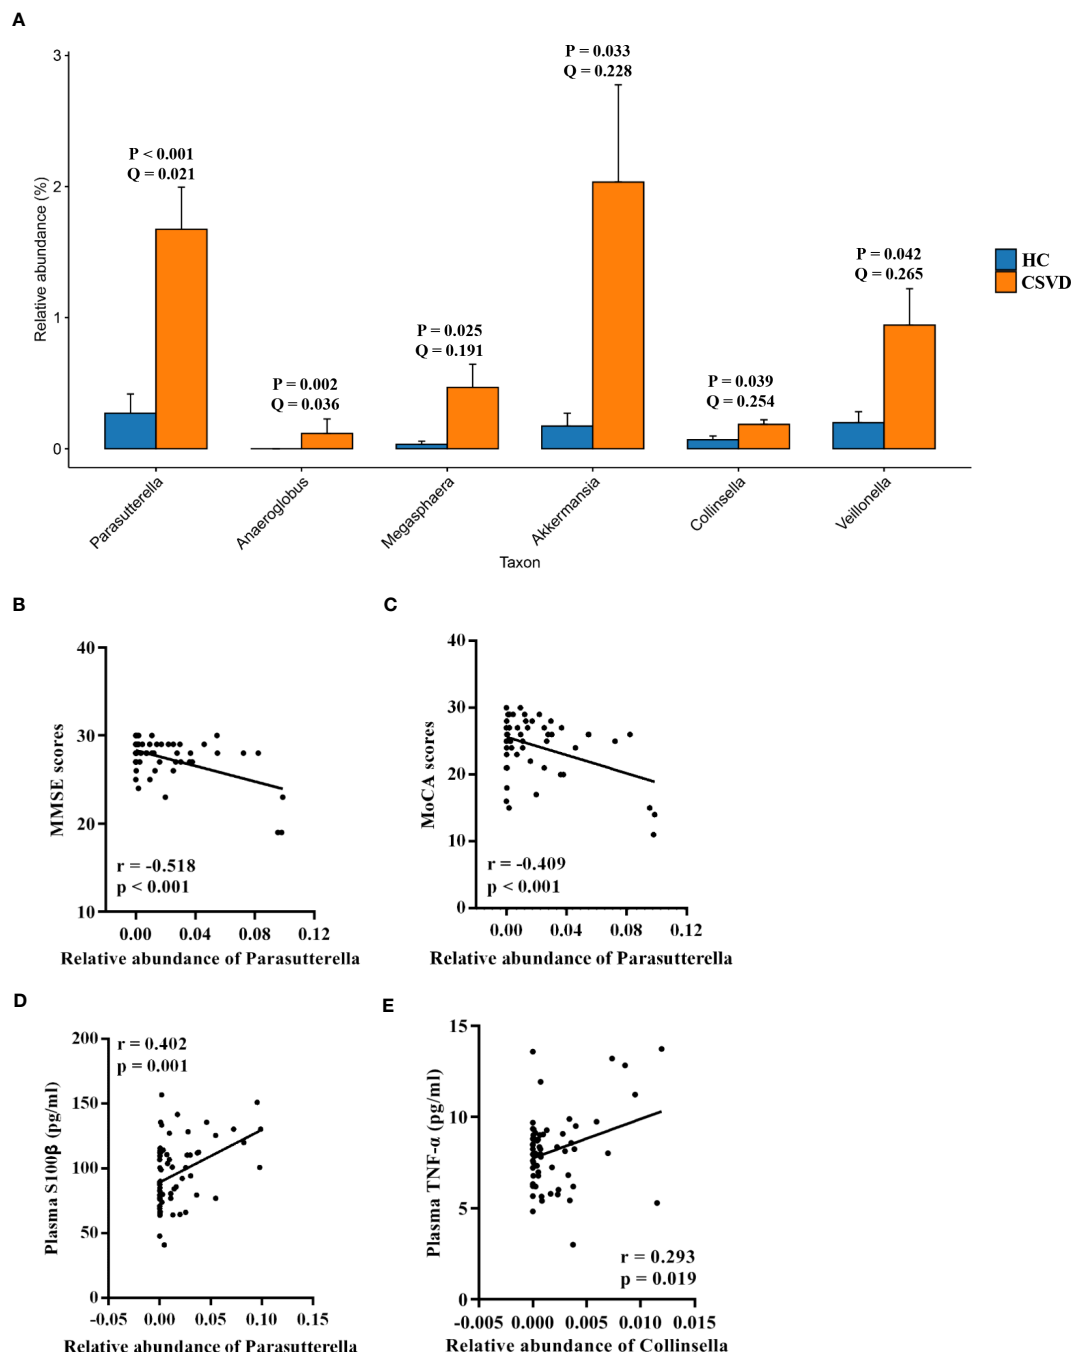 A
3
2
1
0
Relative abundance (%)
P < 0.001
Q = 0.021
P = 0.002
Q = 0.036
P = 0.025
Q = 0.191
P = 0.033
Q = 0.228
P = 0.039
Q = 0.254
P = 0.042
Q = 0.265
HC
CSVD
Parasutterella
Anaeroglobus
Megasphaera
Akkermansia
Collinsella
Veillonella
Taxon
B
40
30
20
10
MMSE scores
r = -0.518
p < 0.001
0.00 0.04 0.08 0.12
Relative abundance of Parasutterella
C
40
30
20
10
0
MoCA scores
r = -0.409
p < 0.001
0.00 0.04 0.08 0.12
Relative abundance of Parasutterella
D
200
150
100
50
0
Plasma S100β (pg/ml)
r = 0.402
p = 0.001
-0.05 0.00 0.05 0.10 0.15
Relative abundance of Parasutterella
E
15
10
5
0
Plasma TNF-α (pg/ml)
r = 0.293
p = 0.019
-0.005 0.000 0.005 0.010 0.015
Relative abundance of Collinsella